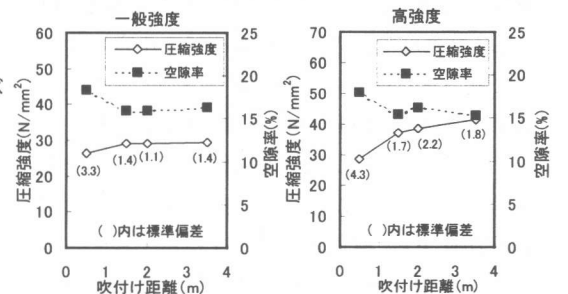 一般強度
60
50
40
30
20
10
0
圧縮強度(N/mm²)
25
20
15
10
5
0
空隙率(%)
圧縮強度
空隙率
(3.3)
(1.4)
(1.1)
(1.4)
( )内は標準偏差
0 1 2 3 4
吹付け距離(m)
高強度
70
60
50
40
30
20
10
0
圧縮強度(N/mm²)
25
20
15
10
5
0
空隙率(%)
圧縮強度
空隙率
(4.3)
(1.7)
(2.2)
(1.8)
( )内は標準偏差
0 1 2 3 4
吹付け距離(m)